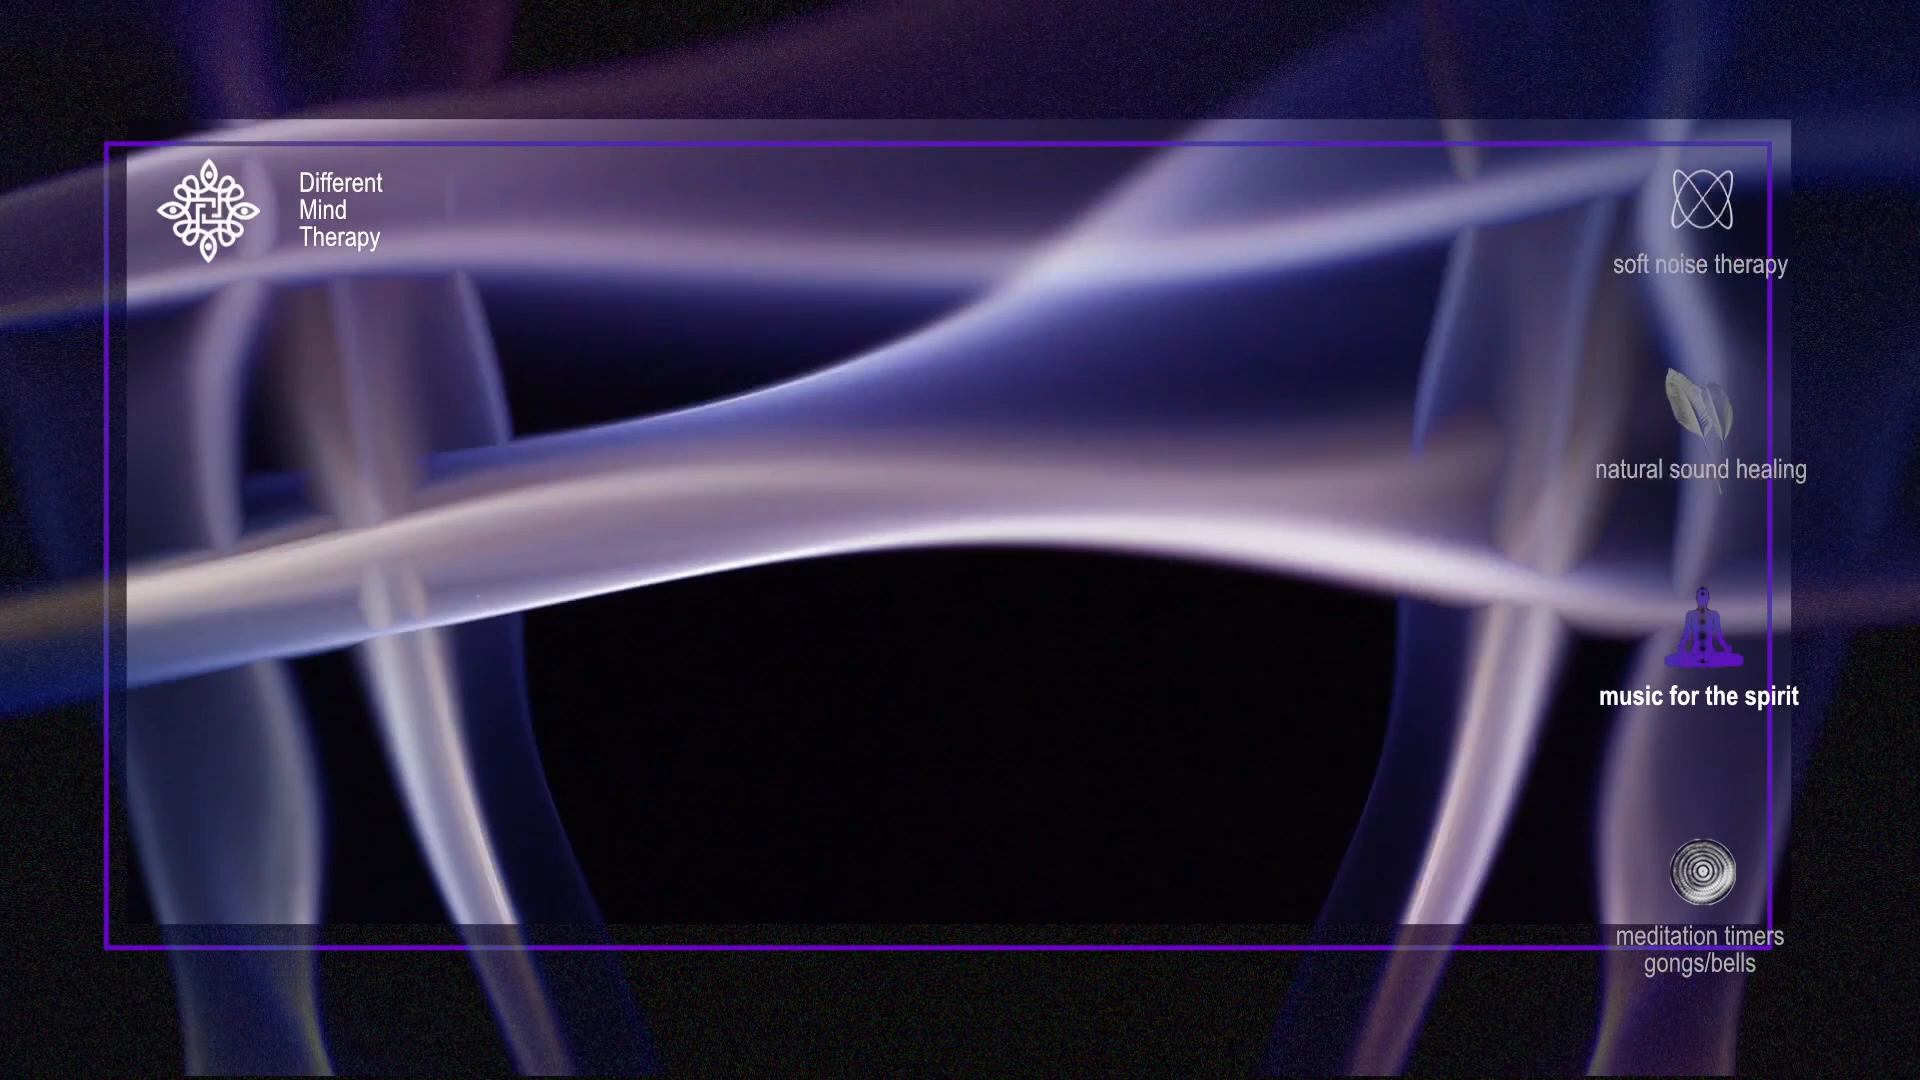 Different
Mind
Therapy
soft noise therapy
natural sound healing
music for the spirit
meditation timers
gongs/bells